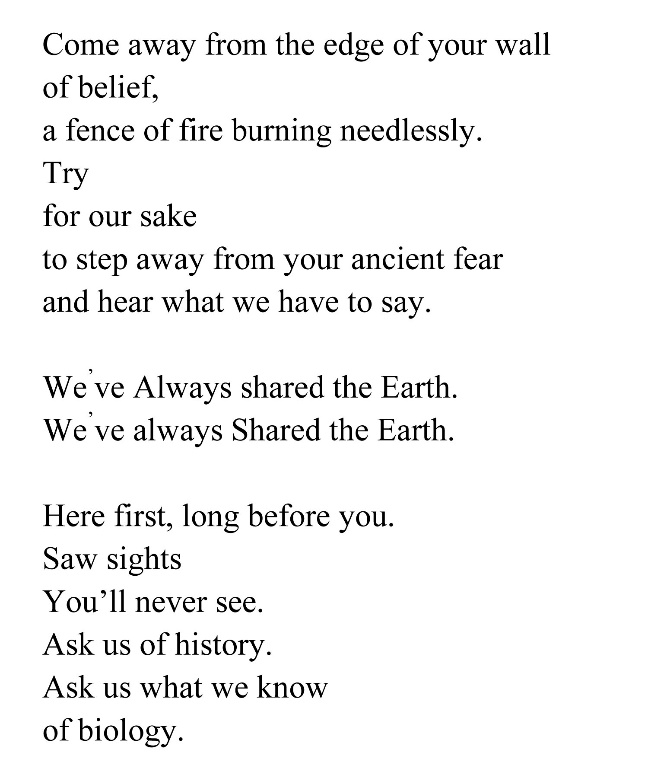 Come away from the edge of your wall
of belief,
a fence of fire burning needlessly.
Try
for our sake
to step away from your ancient fear
and hear what we have to say.
We've Always shared the Earth.
We've always Shared the Earth.
Here first, long before you.
Saw sights
You’ll never see.
Ask us of history.
Ask us what we know
of biology.